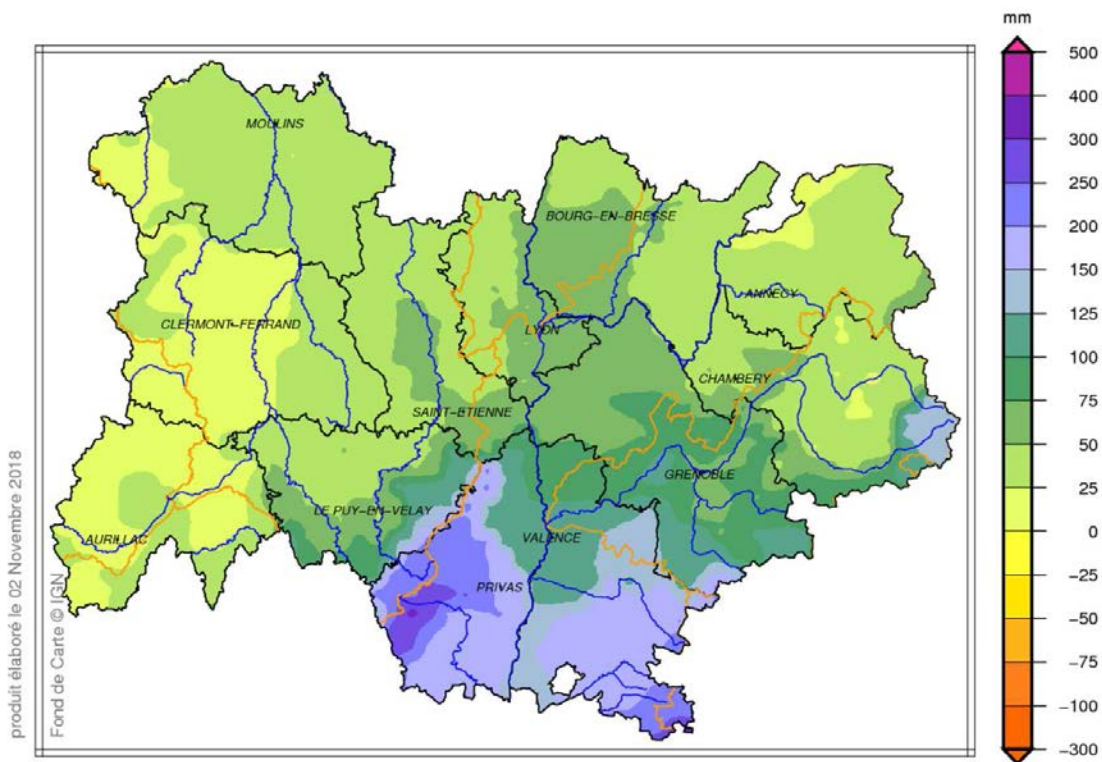 mm
500
400
300
250
200
150
125
100
75
50
25
0
−25
−50
−75
−100
−300
MOULINS
BOURG−EN−BRESSE
ANNECY
CLERMONT−FERRAND
LYON
CHAMBERY
SAINT−ETIENNE
GRENOBLE
LE PUY−EN−VELAY
AURILLAC
VALENCE
PRIVAS
produit élaboré le 02 Novembre 2018
Fond de Carte © IGN